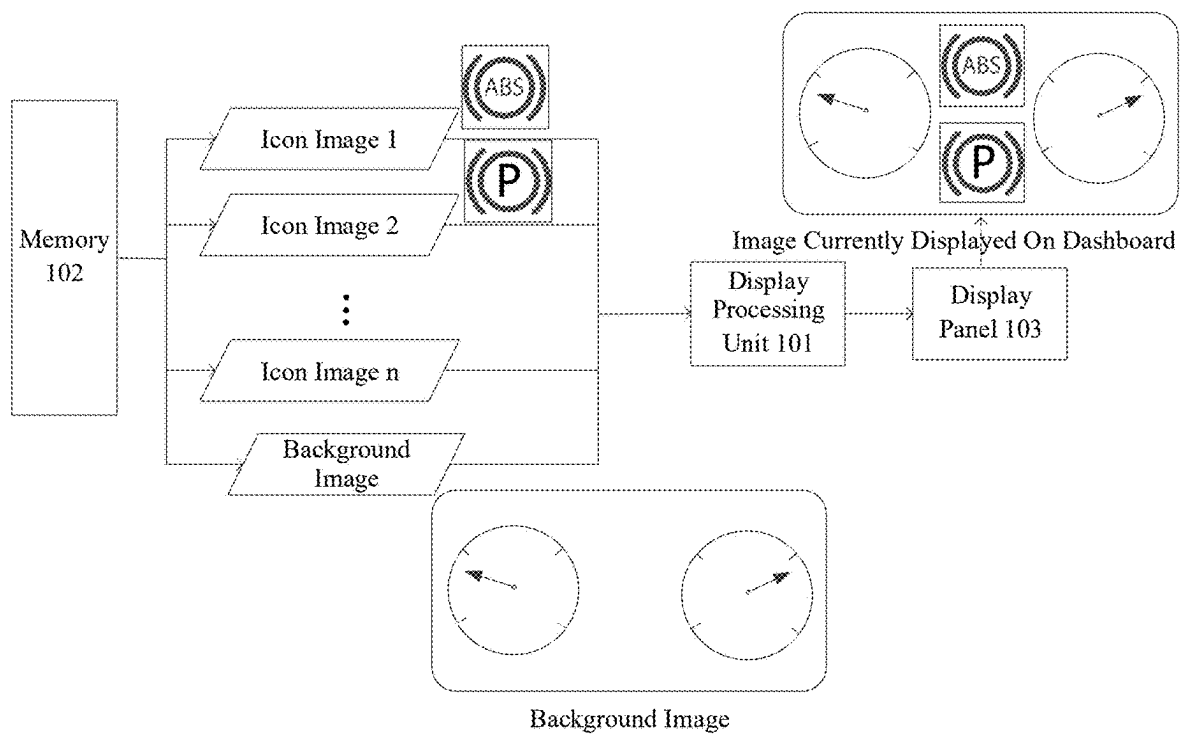 ABS
Icon Image 1
P
Icon Image 2
Memory
102
Icon Image n
Background
Image
Background Image
Display
Processing
Unit 101
Display
Panel 103
ABS
P
Image Currently Displayed On Dashboard